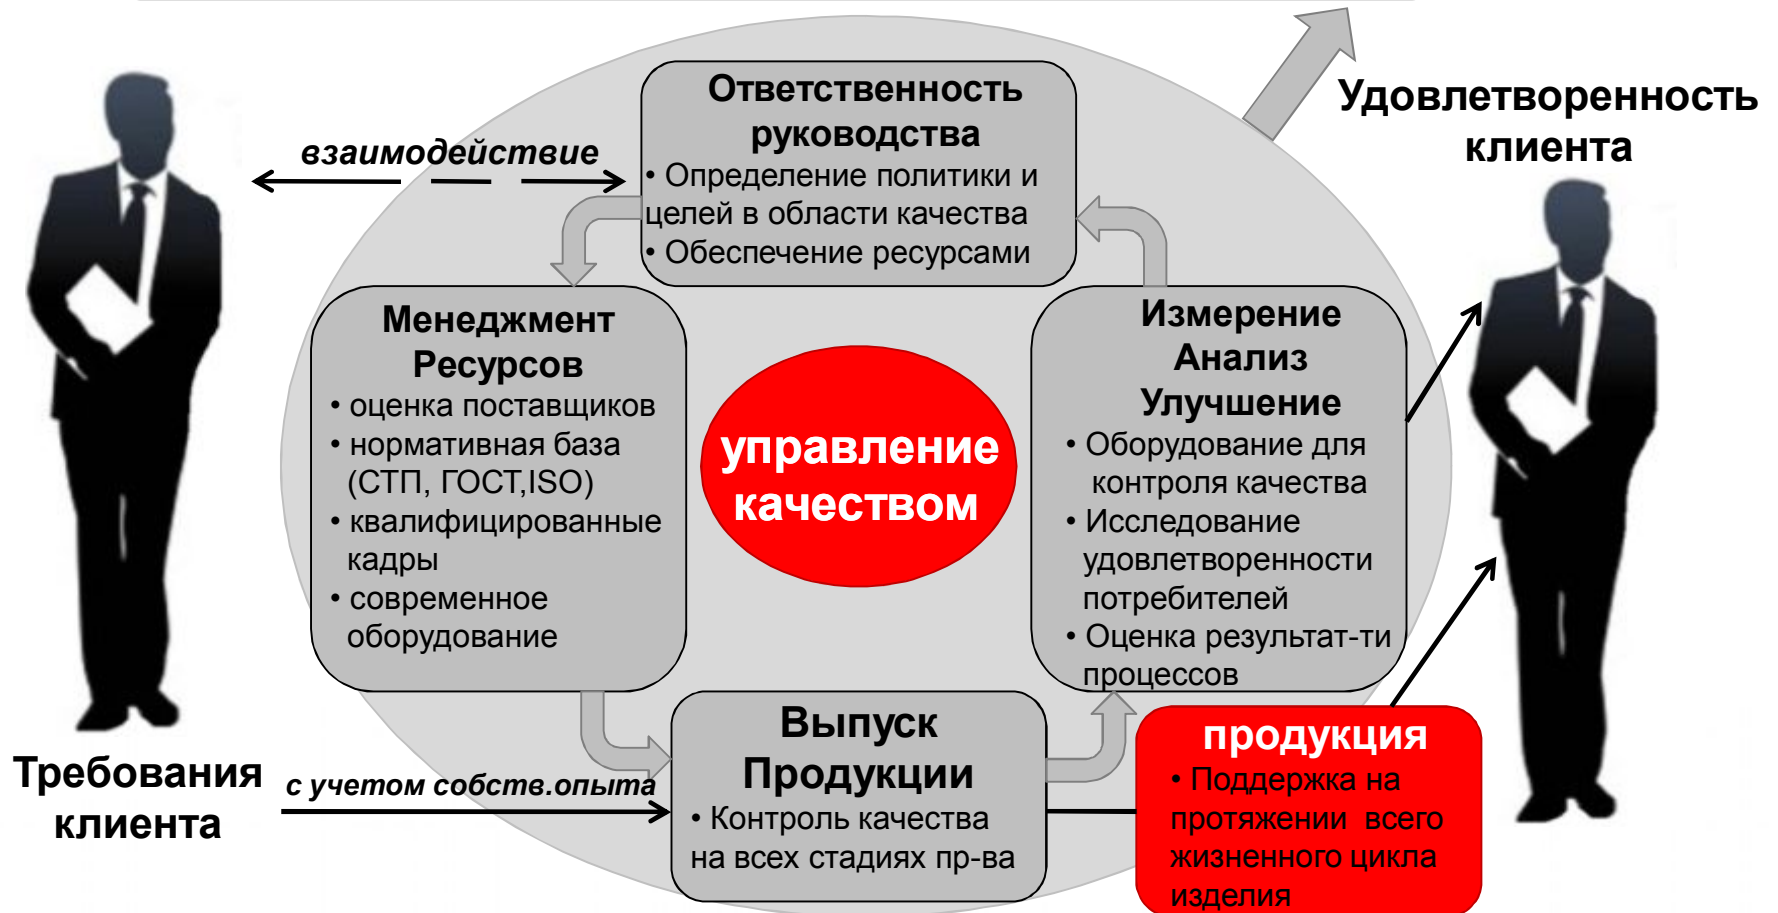 Ответственность
руководства
• Определение политики и
целей в области качества
• Обеспечение ресурсами
взаимодействие
Удовлетворенность
клиента
Менеджмент
Ресурсов
• оценка поставщиков
• нормативная база
(СТП, ГОСТ,ISO)
• квалифицированные
кадры
• современное
оборудование
управление
качеством
Измерение
Анализ
Улучшение
• Оборудование для
контроля качества
• Исследование
удовлетворенности
потребителей
• Оценка результат-ти
процессов
Требования
клиента
с учетом собств.опыта
Выпуск
Продукции
• Контроль качества
на всех стадиях пр-ва
продукция
• Поддержка на
протяжении всего
жизненного цикла
изделия